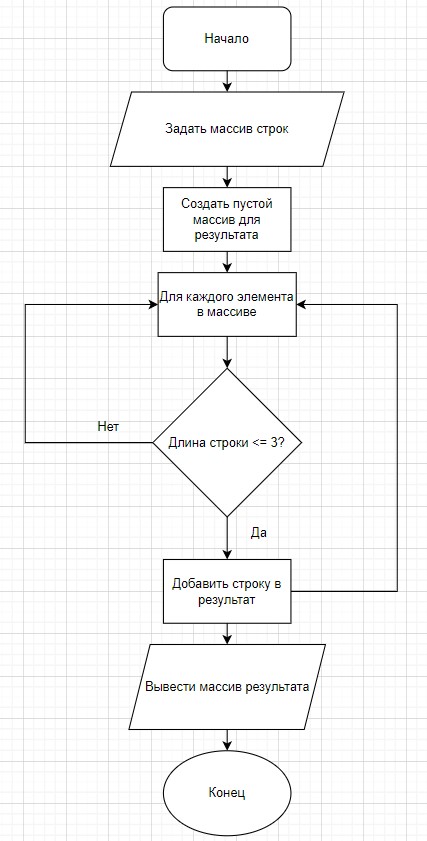 Начало
Задать массив строк
Создать пустой
массив для
результата
Для каждого элемента
в массиве
Нет
Длина строки <= 3?
Да
Добавить строку в
результат
Вывести массив результата
Конец